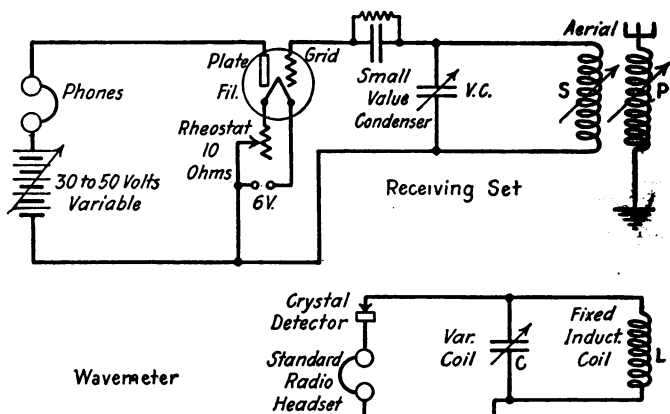 Aerial
Plate
Grid
Phones
Fil.
Small
Value
Condenser
V.C.
S
P
Rheostat
10
Ohms
30 to 50 Volts
Variable
6V.
Receiving Set
Crystal
Detector
Var.
Coil
C
Fixed
Induct.
Coil
L
Standard
Radio
Headset
Wavemeter